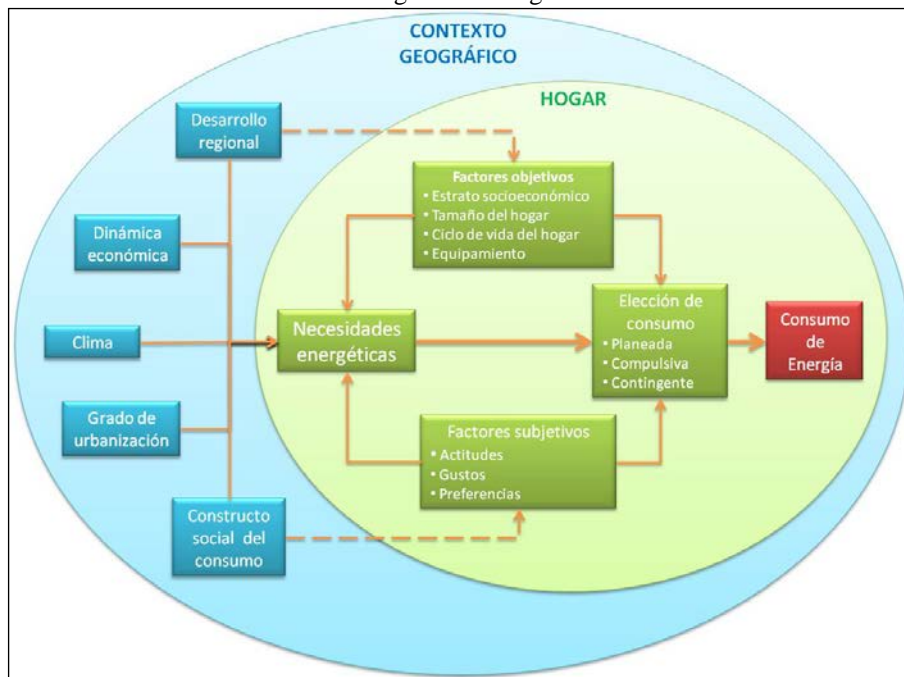 CONTEXTO
GEOGRÁFICO
HOGAR
Desarrollo
regional
Dinámica
económica
Clima
Grado de
urbanización
Constructo
social del
consumo
Factores objetivos
• Estrato socioeconómico
• Tamaño del hogar
• Ciclo de vida del hogar
• Equipamiento
Necesidades
energéticas
Factores subjetivos
• Actitudes
• Gustos
• Preferencias
Elección de
consumo
• Planeada
• Compulsiva
• Contingente
Consumo
de
Energía